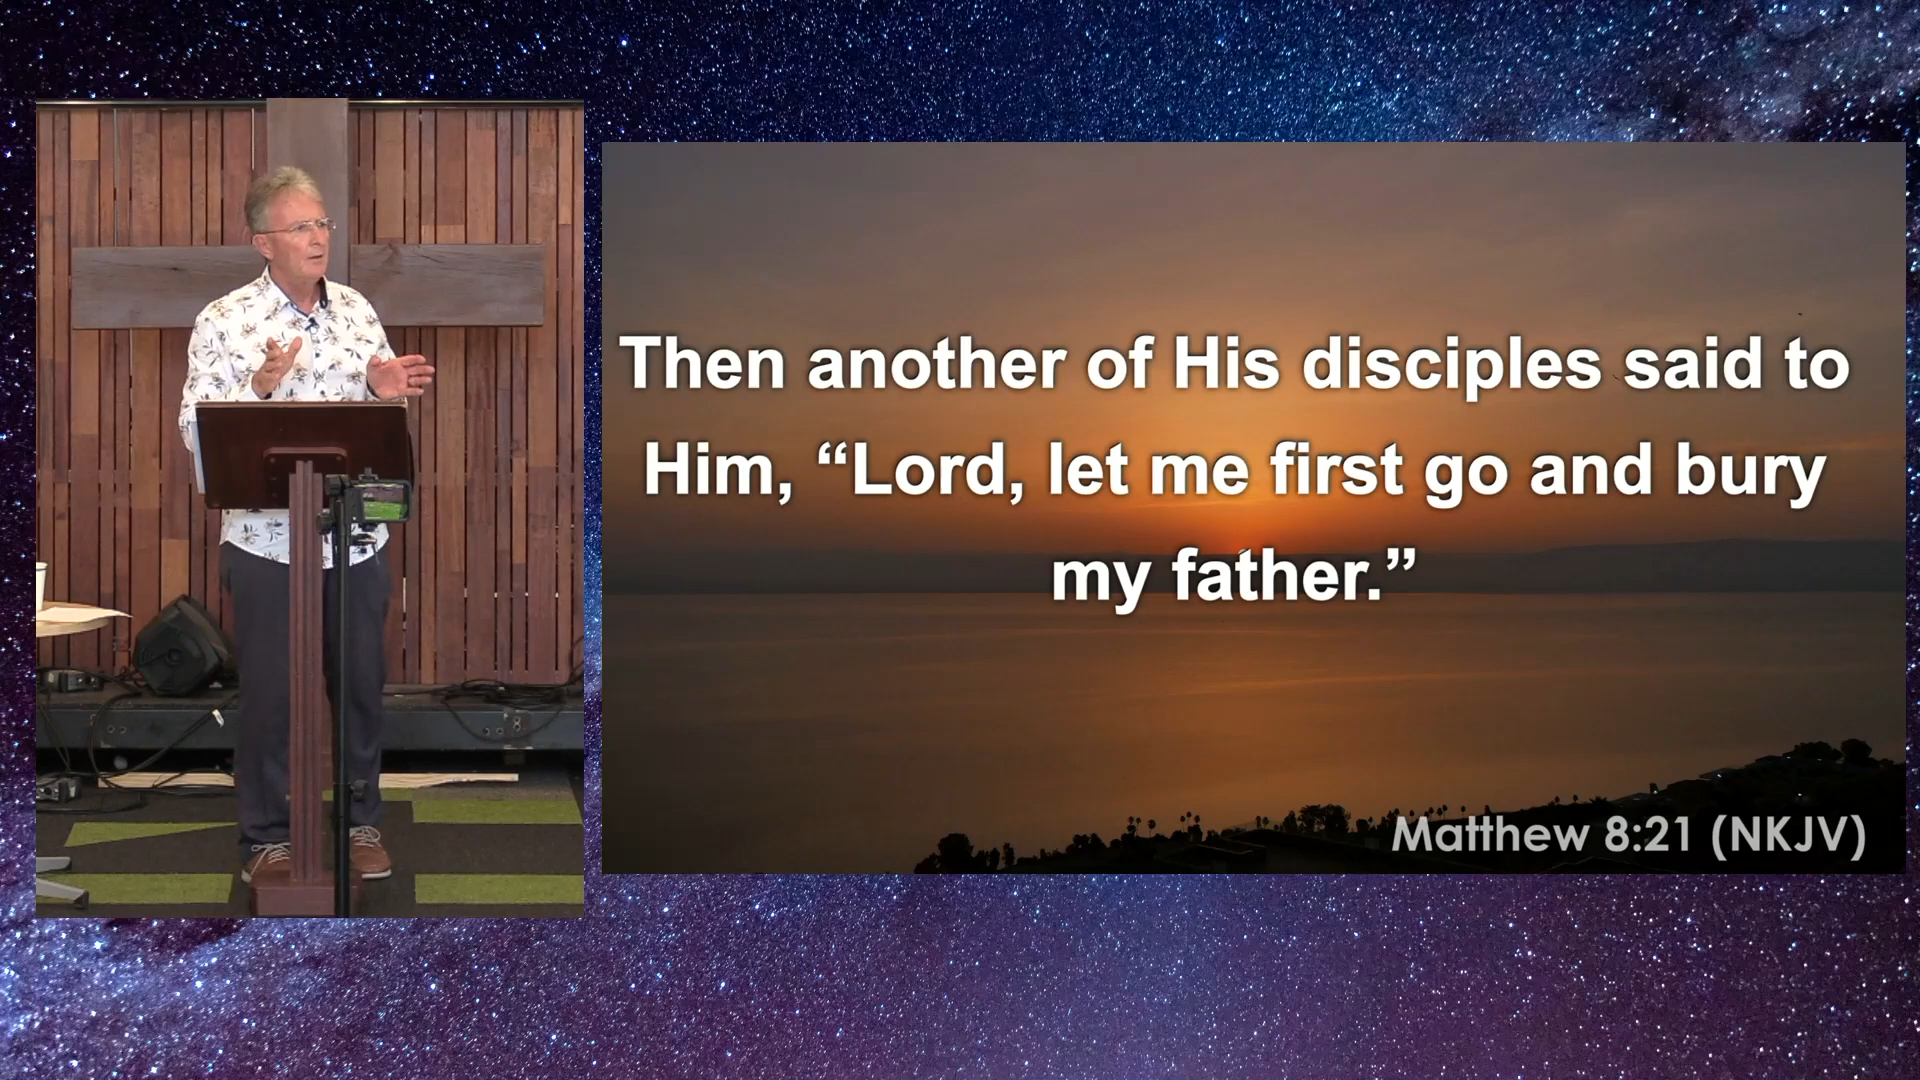 Then another of His disciples said to
Him, “Lord, let me first go and bury
my father.”
Matthew 8:21 (NKJV)